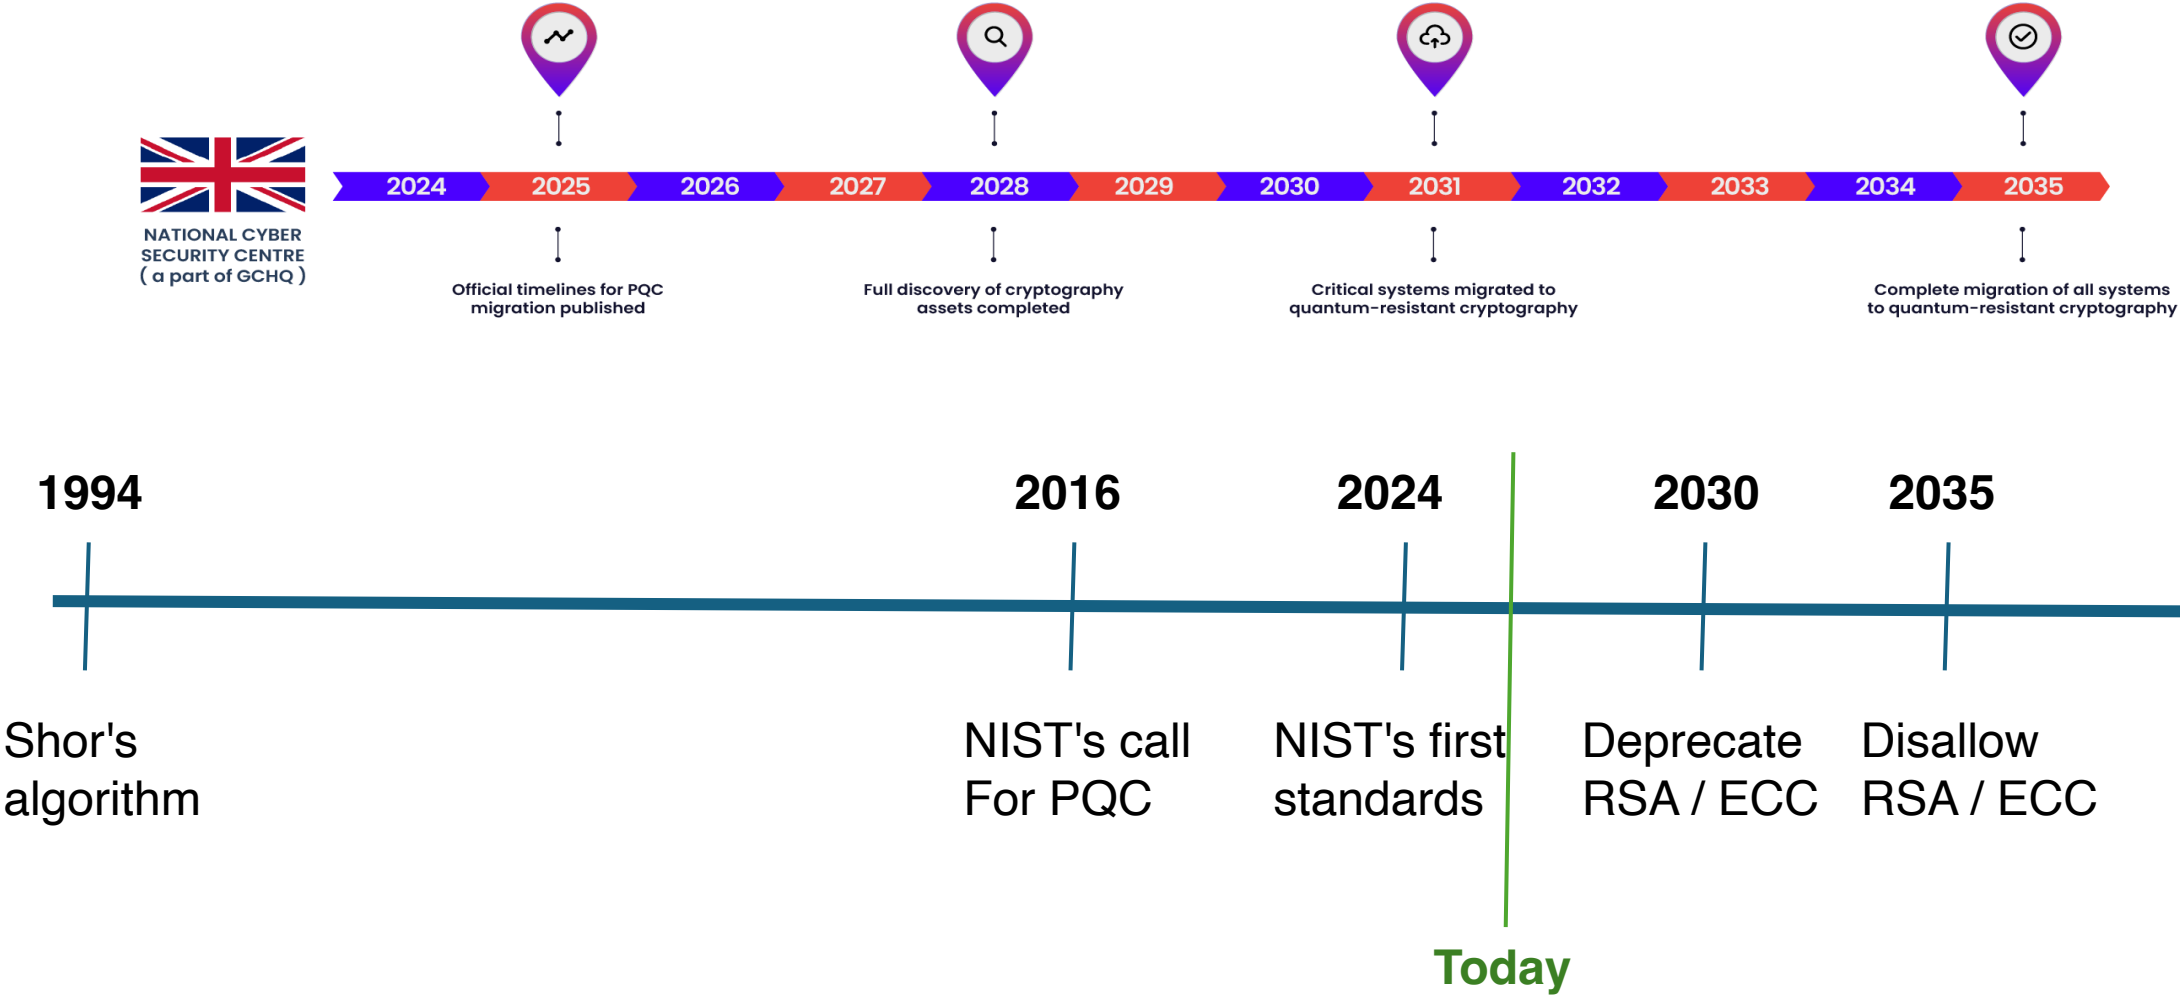 2024 2025 2026 2027 2028 2029 2030 2031 2032 2033 2034 2035
NATIONAL CYBER
SECURITY CENTRE
( a part of GCHQ )
Official timelines for PQC
migration published
Full discovery of cryptography
assets completed
Critical systems migrated to
quantum-resistant cryptography
Complete migration of all systems
to quantum-resistant cryptography
1994
2016
2024
2030
2035
Shor's
algorithm
NIST's call
For PQC
NIST's first
standards
Deprecate
RSA / ECC
Disallow
RSA / ECC
Today